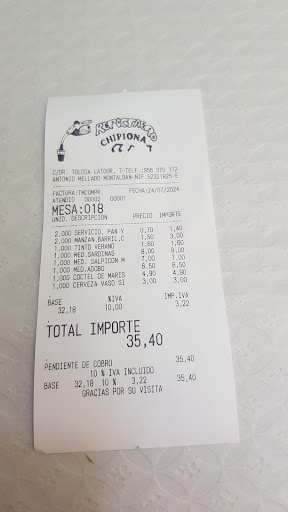 CHIPIONA
C/DR. TOLOSA LATOUR, 7-TELF.:956 370 112
ANTONIO MELLADO MONTALBAN-NIF.52321825-E
FACTURA:TMCOMPR. FECHA:24/07/2024
ATENDIO 00002 00001
MESA:018
UNID. DESCRIPCION PRECIO IMPORTE
2,000 SERVICIO, PAN Y 0,70 1,40
2,000 MANZAN.BARRIL,C 1,50 3,00
1,000 TINTO VERANO 1,60 1,60
1,000 MED.SARDINAS 8,00 8,00
1,000 MED. SALPICON M 7,00 7,00
1,000 MED.ADOBO 6,50 6,50
1,000 COCTEL DE MARIS 4,90 4,90
1,000 CERVEZA VASO SI 3,00 3,00
BASE %IVA IMP.IVA
32,18 10,00 3,22
TOTAL IMPORTE
35,40
PENDIENTE DE COBRO 35,40
10 % IVA INCLUIDO
BASE 32,18 10 % 3,22 35,40
GRACIAS POR SU VISITA